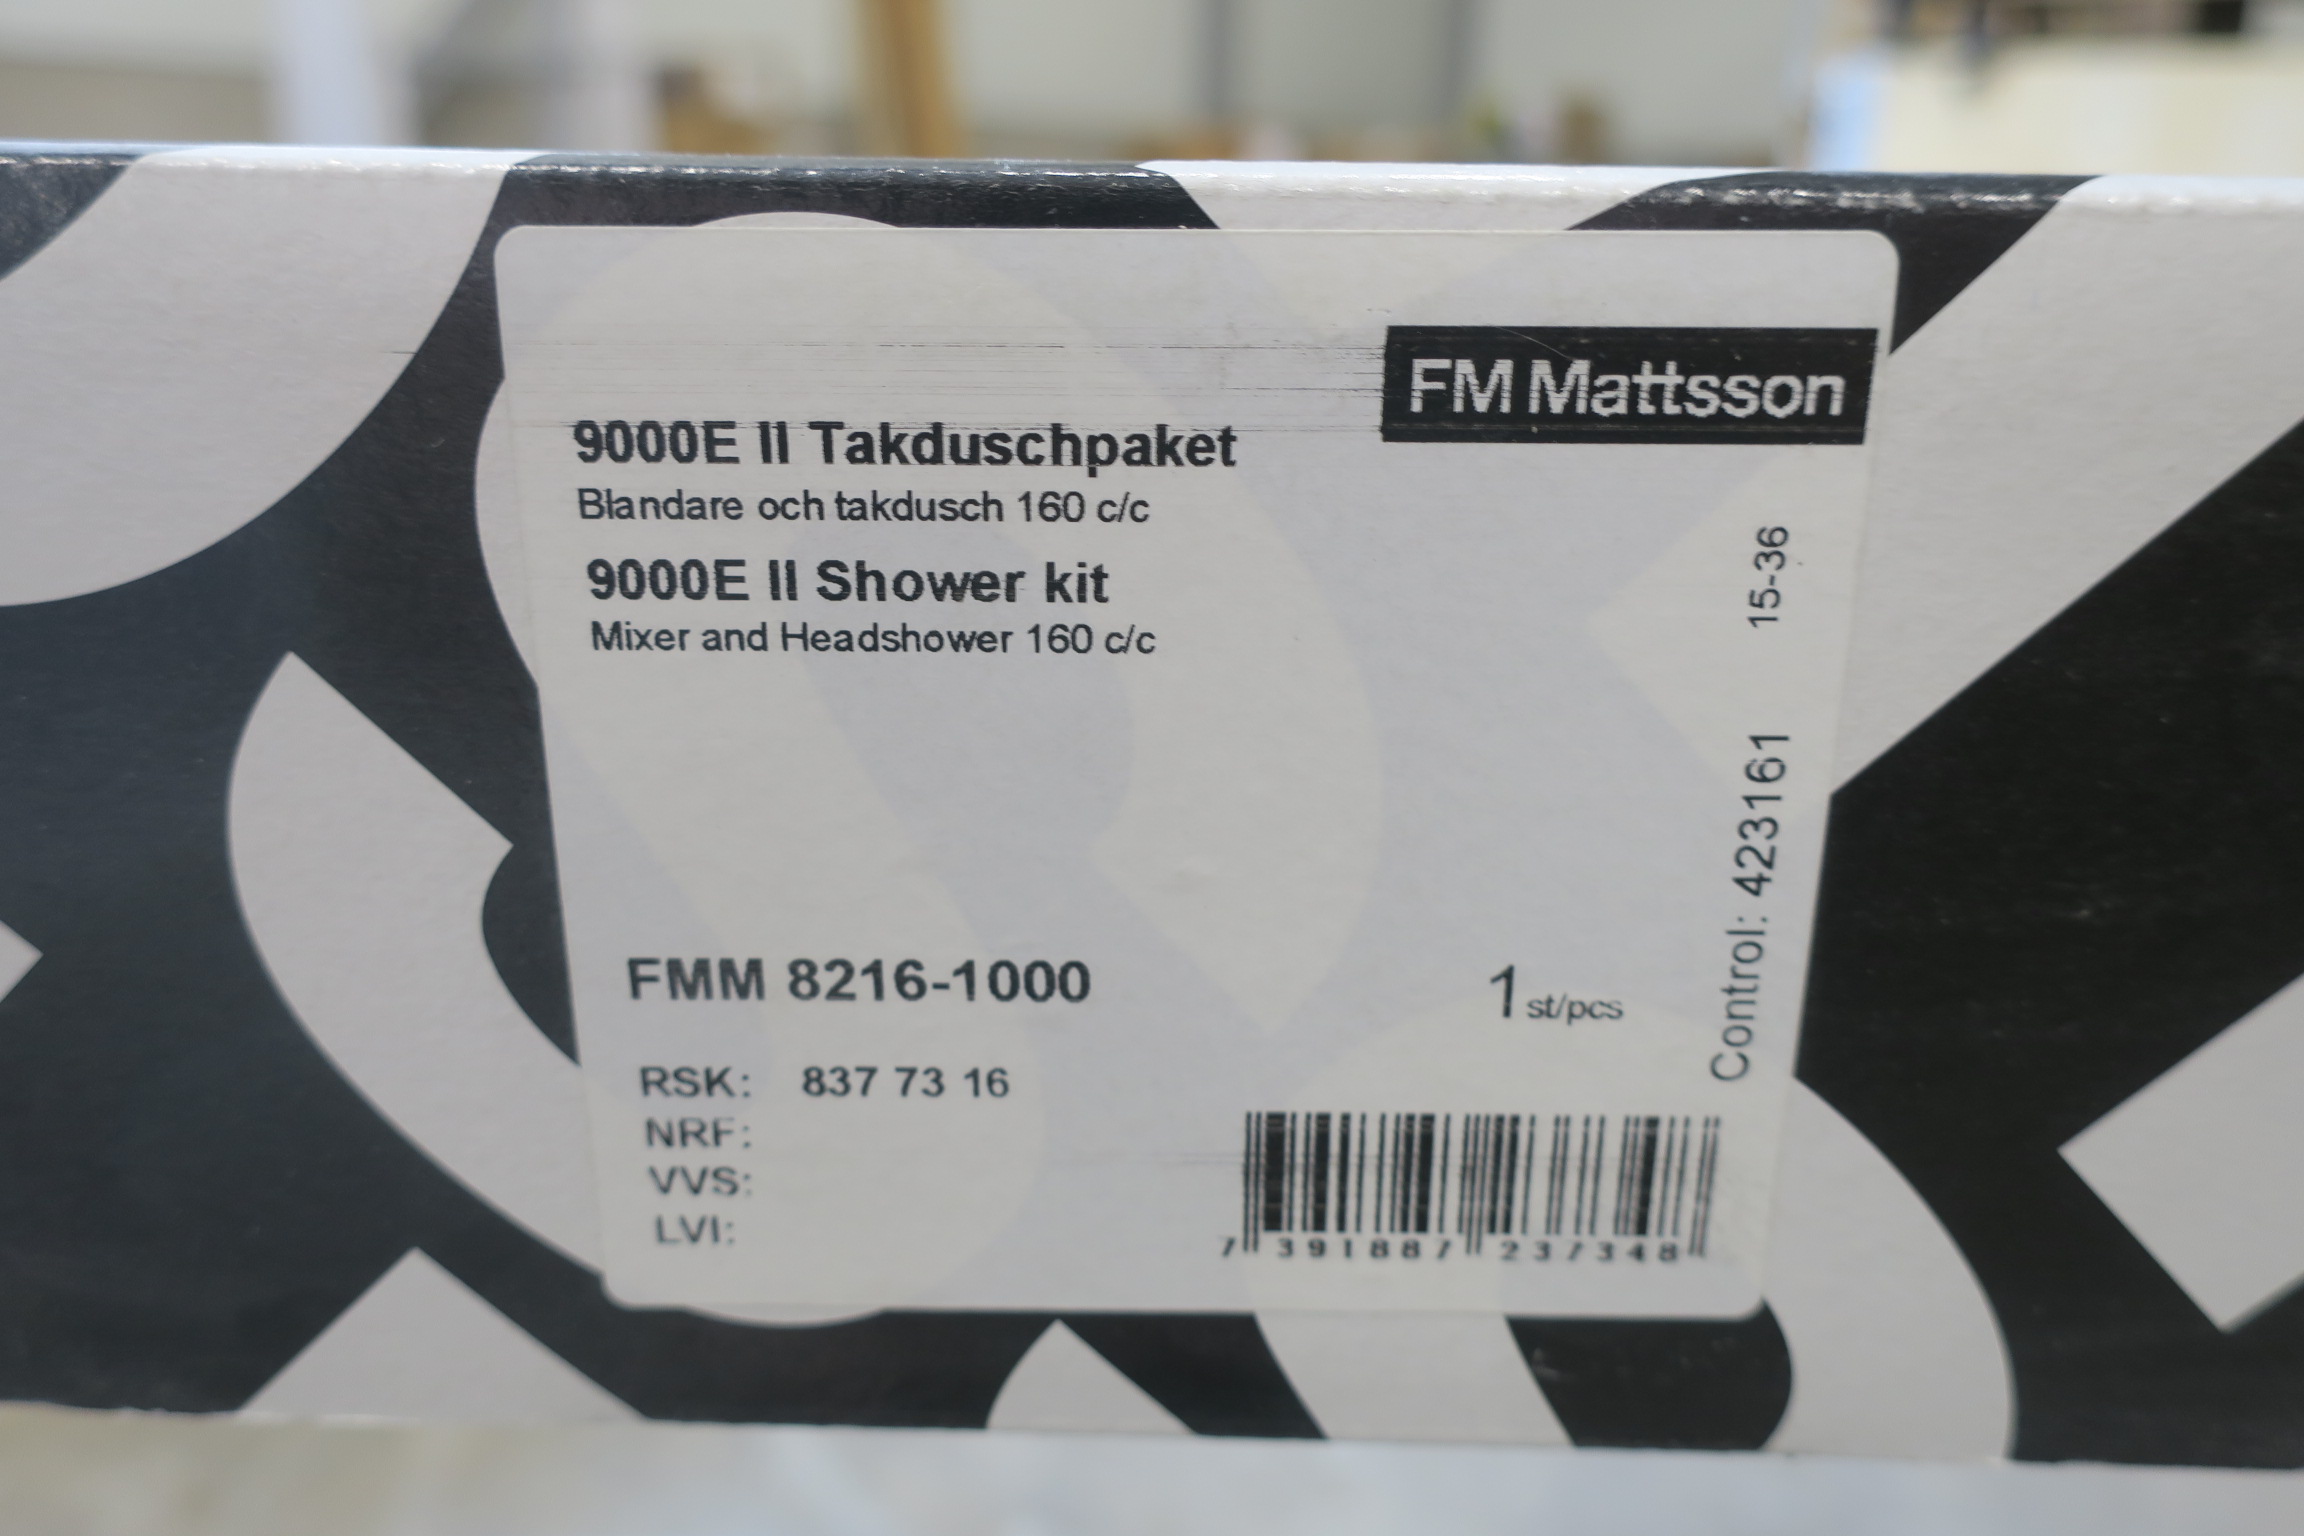 FM Mattsson
9000E II Takduschpaket
Blandare och takdusch 160 c/c
9000E II Shower kit
Mixer and Headshower 160 c/c
FMM 8216-1000
1 st/pcs
RSK: 837 73 16
NRF:
VVS:
LVI:
7 391887 237348
Control: 423161 15-36